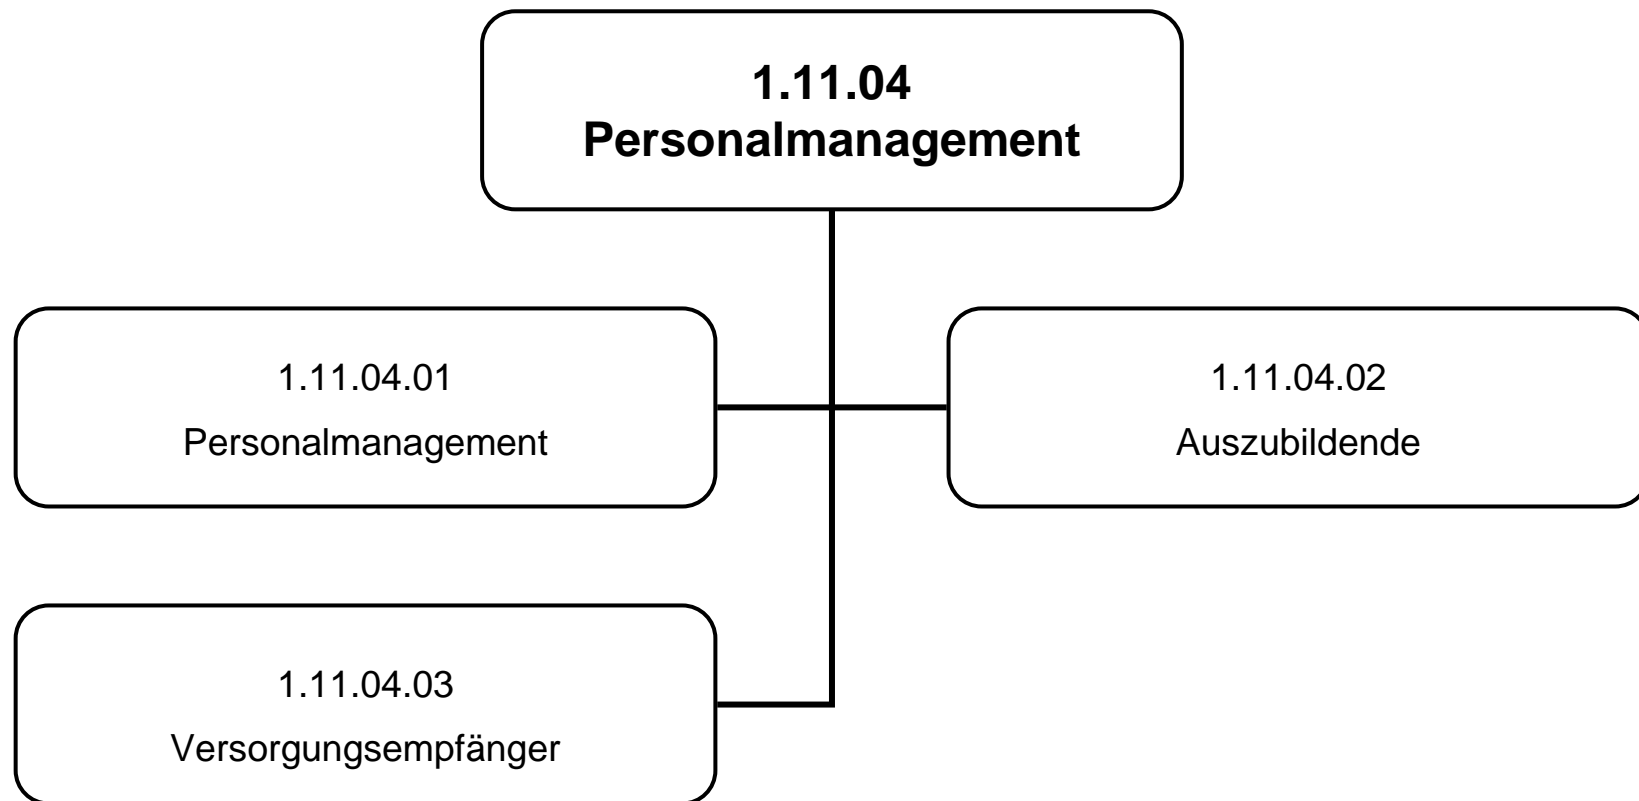 1.11.04
Personalmanagement
1.11.04.01
Personalmanagement
1.11.04.02
Auszubildende
1.11.04.03
Versorgungsempfänger